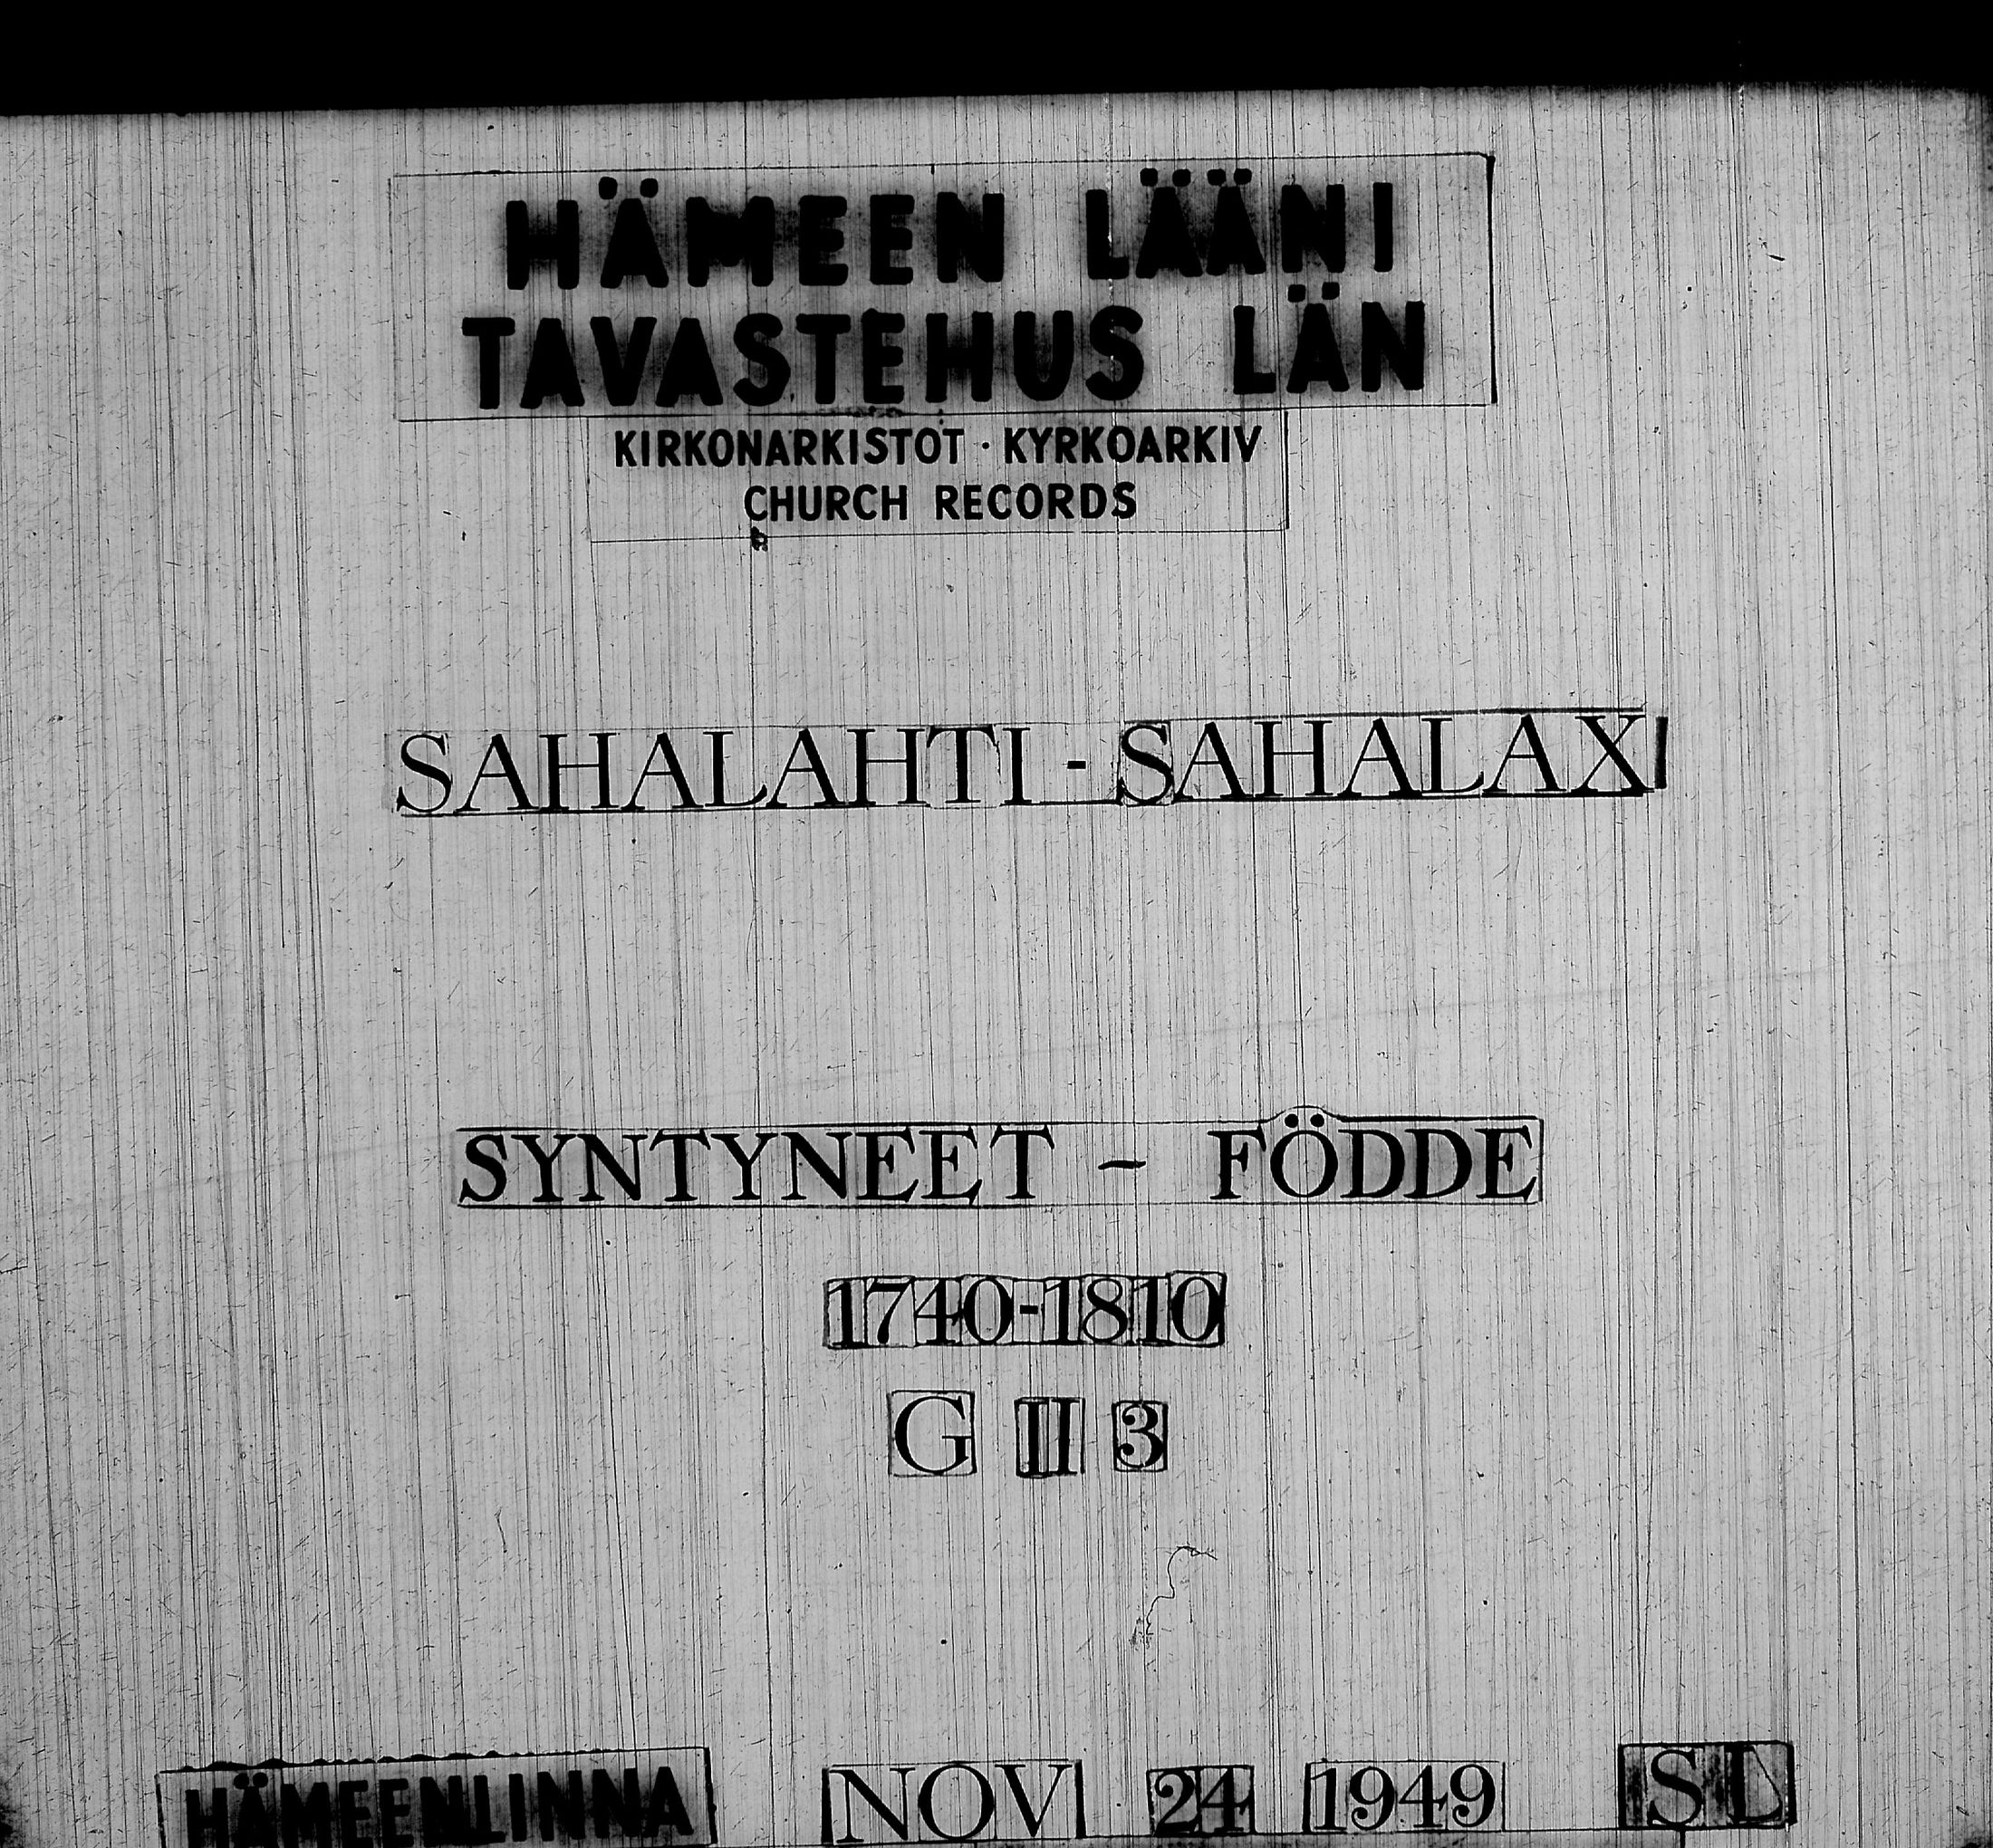 HÄMEEN LÄÄNI
TAVASTEHUS LÄN
KIRKONARKISTOT · KYRKOARKIV
CHURCH RECORDS
SAHALAHTI - SAHALAX
SYNTYNEET - FÖDDE
1740-1810
G II 3
HÄMEENLINNA NOV 24 1949 SL